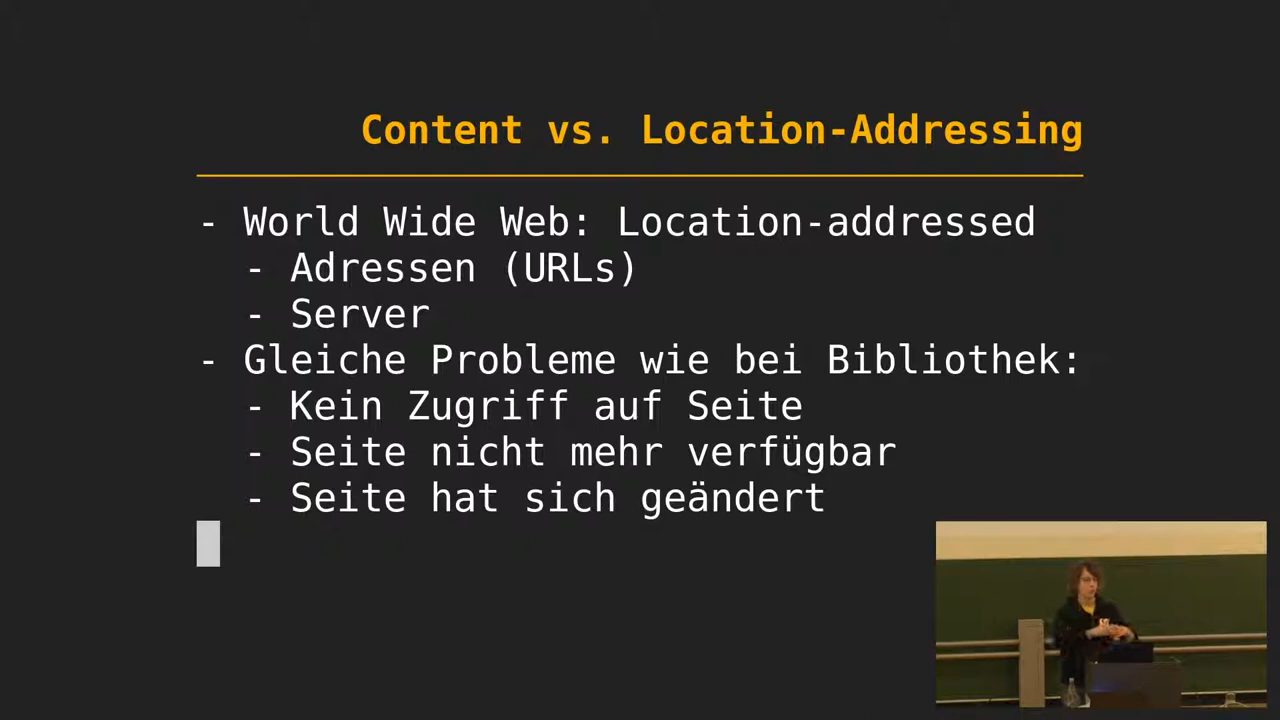 Content vs. Location-Addressing
- World Wide Web: Location-addressed
- Adressen (URLs)
- Server
- Gleiche Probleme wie bei Bibliothek:
- Kein Zugriff auf Seite
- Seite nicht mehr verfügbar
- Seite hat sich geändert